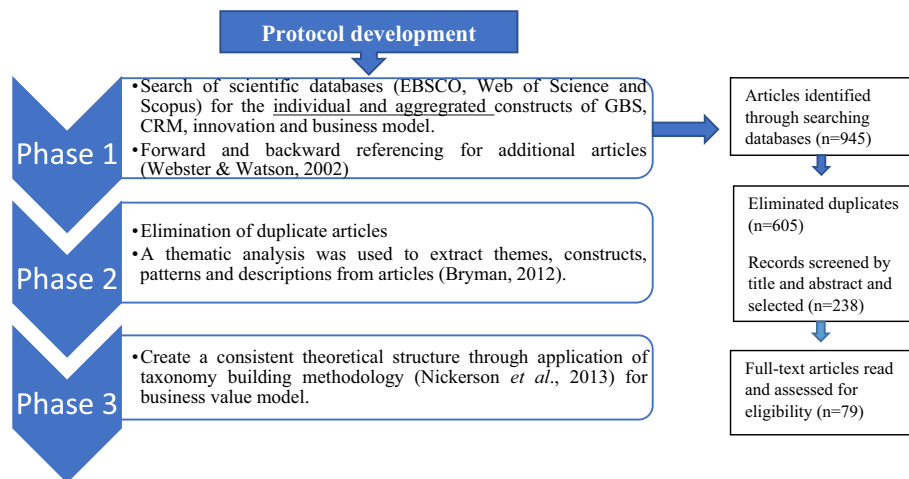 Protocol development
Phase 1
•Search of scientific databases (EBSCO, Web of Science and
Scopus) for the individual and aggregrated constructs of GBS,
CRM, innovation and business model.
•Forward and backward referencing for additional articles
(Webster & Watson, 2002)
Phase 2
•Elimination of duplicate articles
•A thematic analysis was used to extract themes, constructs,
patterns and descriptions from articles (Bryman, 2012).
Phase 3
•Create a consistent theoretical structure through application of
taxonomy building methodology (Nickerson et al., 2013) for
business value model.
Articles identified
through searching
databases (n=945)
Eliminated duplicates
(n=605)
Records screened by
title and abstract and
selected (n=238)
Full-text articles read
and assessed for
eligibility (n=79)